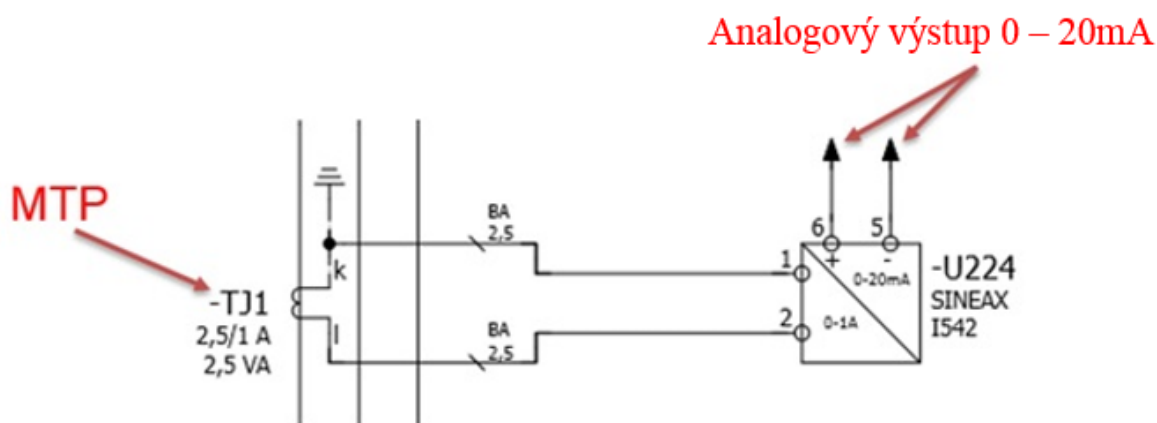 Analogový výstup 0 – 20mA
MTP
BA
2,5
6
5
+
-
k
1
0-20mA
-U224
SINEAX
I542
-TJ1
2,5/1 A
2,5 VA
l
BA
2,5
2
0-1A